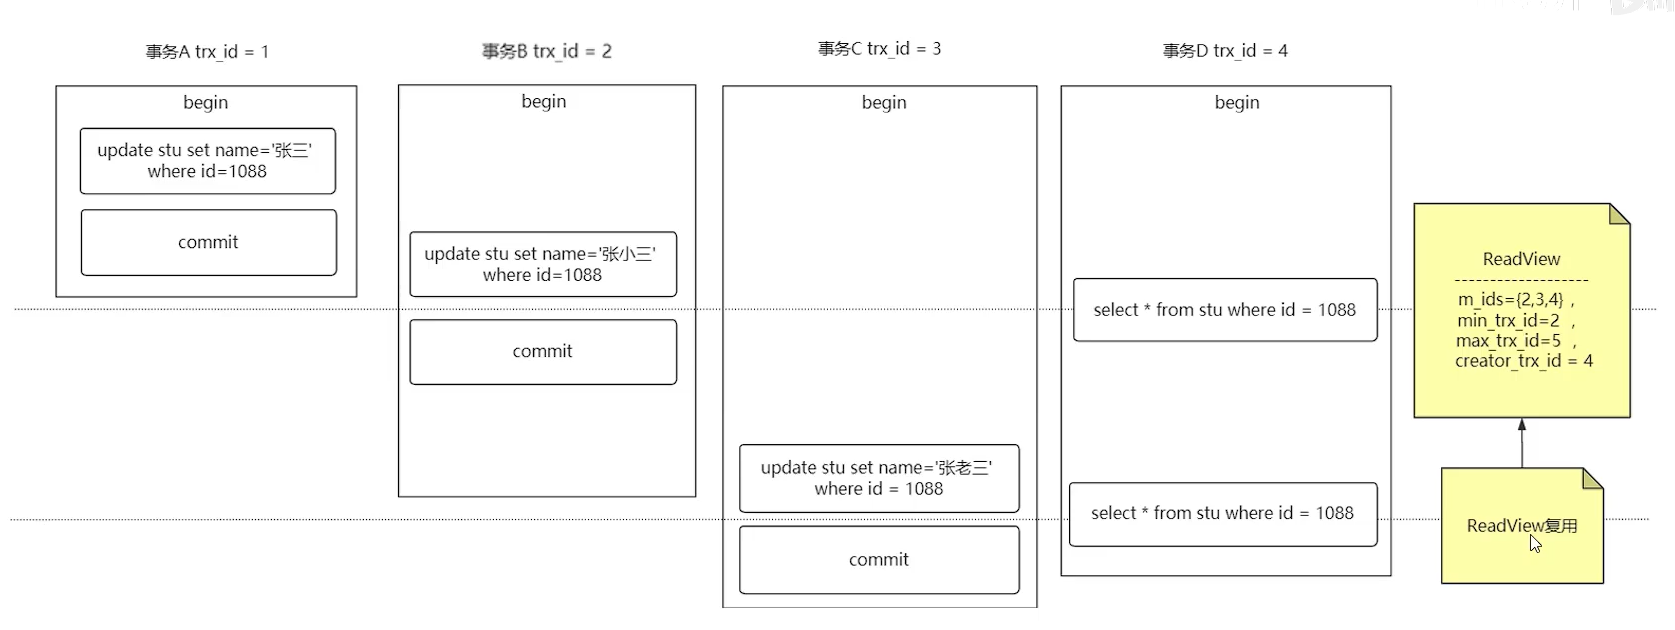 事务A trx_id = 1
begin
update stu set name='张三'
where id=1088
commit
事务B trx_id = 2
begin
update stu set name='张小三'
where id=1088
commit
事务C trx_id = 3
begin
update stu set name='张老三'
where id = 1088
commit
事务D trx_id = 4
begin
select * from stu where id = 1088
select * from stu where id = 1088
ReadView
--------------------
m_ids={2,3,4} ,
min_trx_id=2 ,
max_trx_id=5 ,
creator_trx_id = 4
ReadView复用